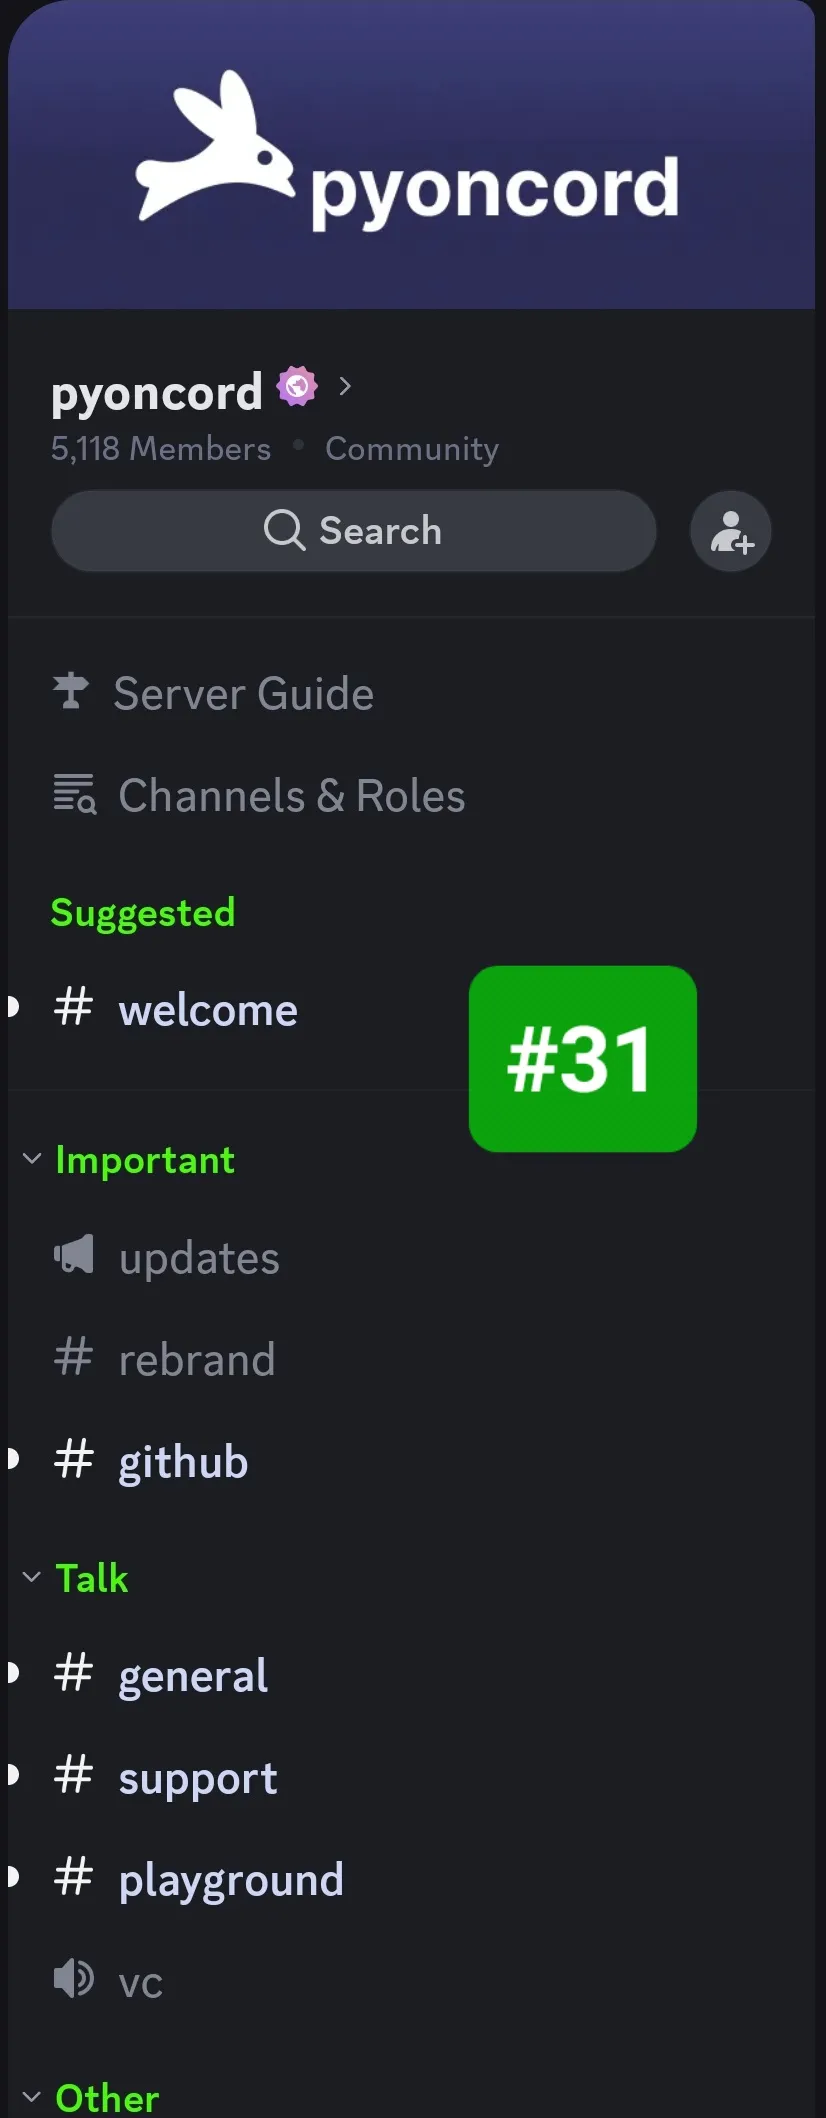 pyoncord
pyoncord
5,118 Members • Community
Search
Server Guide
Channels & Roles
Suggested
# welcome
#31
Important
updates
# rebrand
# github
Talk
# general
# support
# playground
vc
Other